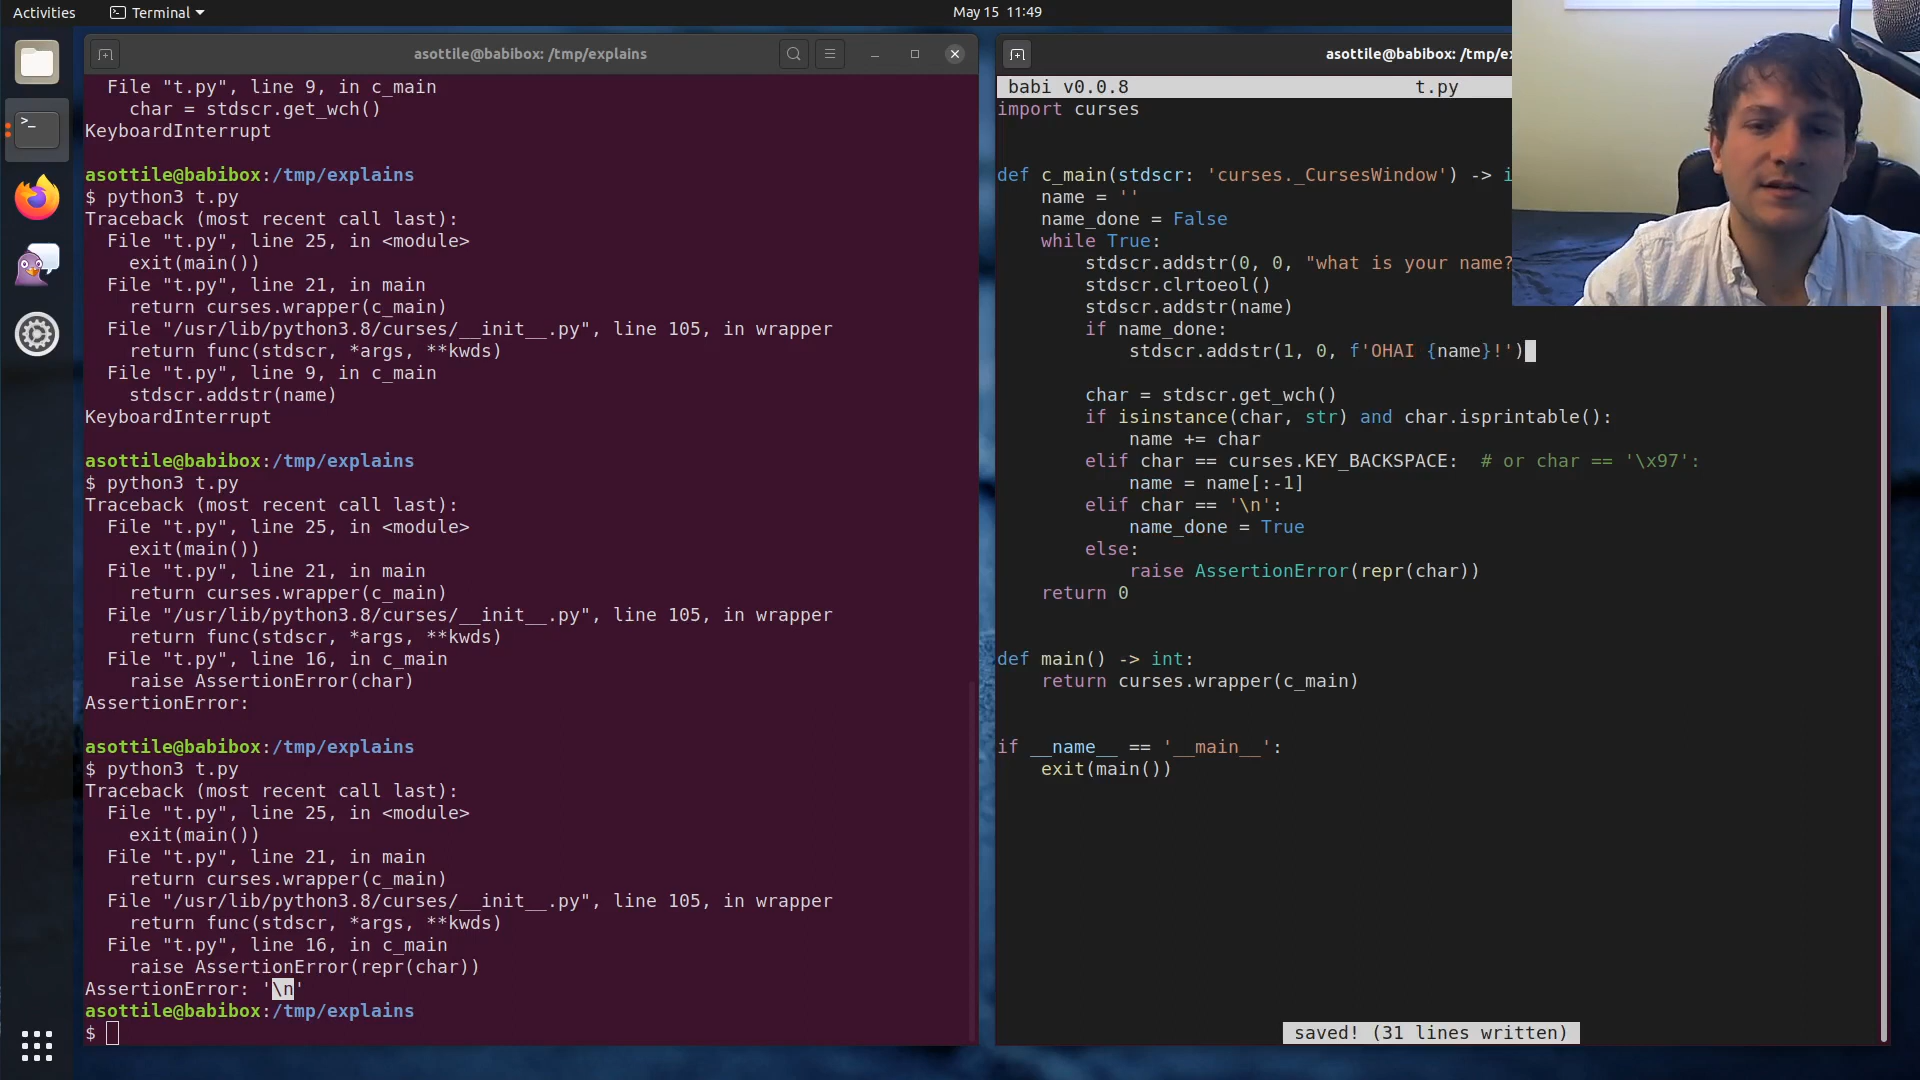 Activities
Terminal
May 15 11:49
asottile@babibox: /tmp/explains
File "t.py", line 9, in c_main
char = stdscr.get_wch()
KeyboardInterrupt
asottile@babibox:/tmp/explains
$ python3 t.py
Traceback (most recent call last):
File "t.py", line 25, in <module>
exit(main())
File "t.py", line 21, in main
return curses.wrapper(c_main)
File "/usr/lib/python3.8/curses/__init__.py", line 105, in wrapper
return func(stdscr, *args, **kwds)
File "t.py", line 9, in c_main
stdscr.addstr(name)
KeyboardInterrupt
asottile@babibox:/tmp/explains
$ python3 t.py
Traceback (most recent call last):
File "t.py", line 25, in <module>
exit(main())
File "t.py", line 21, in main
return curses.wrapper(c_main)
File "/usr/lib/python3.8/curses/__init__.py", line 105, in wrapper
return func(stdscr, *args, **kwds)
File "t.py", line 16, in c_main
raise AssertionError(char)
AssertionError:
asottile@babibox:/tmp/explains
$ python3 t.py
Traceback (most recent call last):
File "t.py", line 25, in <module>
exit(main())
File "t.py", line 21, in main
return curses.wrapper(c_main)
File "/usr/lib/python3.8/curses/__init__.py", line 105, in wrapper
return func(stdscr, *args, **kwds)
File "t.py", line 16, in c_main
raise AssertionError(repr(char))
AssertionError: '\n'
asottile@babibox:/tmp/explains
$
asottile@babibox: /tmp/ex
babi v0.0.8 t.py
import curses
def c_main(stdscr: 'curses._CursesWindow') -> i
name = ''
name_done = False
while True:
stdscr.addstr(0, 0, "what is your name?
stdscr.clrtoeol()
stdscr.addstr(name)
if name_done:
stdscr.addstr(1, 0, f'OHAI {name}!')
char = stdscr.get_wch()
if isinstance(char, str) and char.isprintable():
name += char
elif char == curses.KEY_BACKSPACE:  # or char == '\x97':
name = name[:-1]
elif char == '\n':
name_done = True
else:
raise AssertionError(repr(char))
return 0
def main() -> int:
return curses.wrapper(c_main)
if __name__ == '__main__':
exit(main())
saved! (31 lines written)